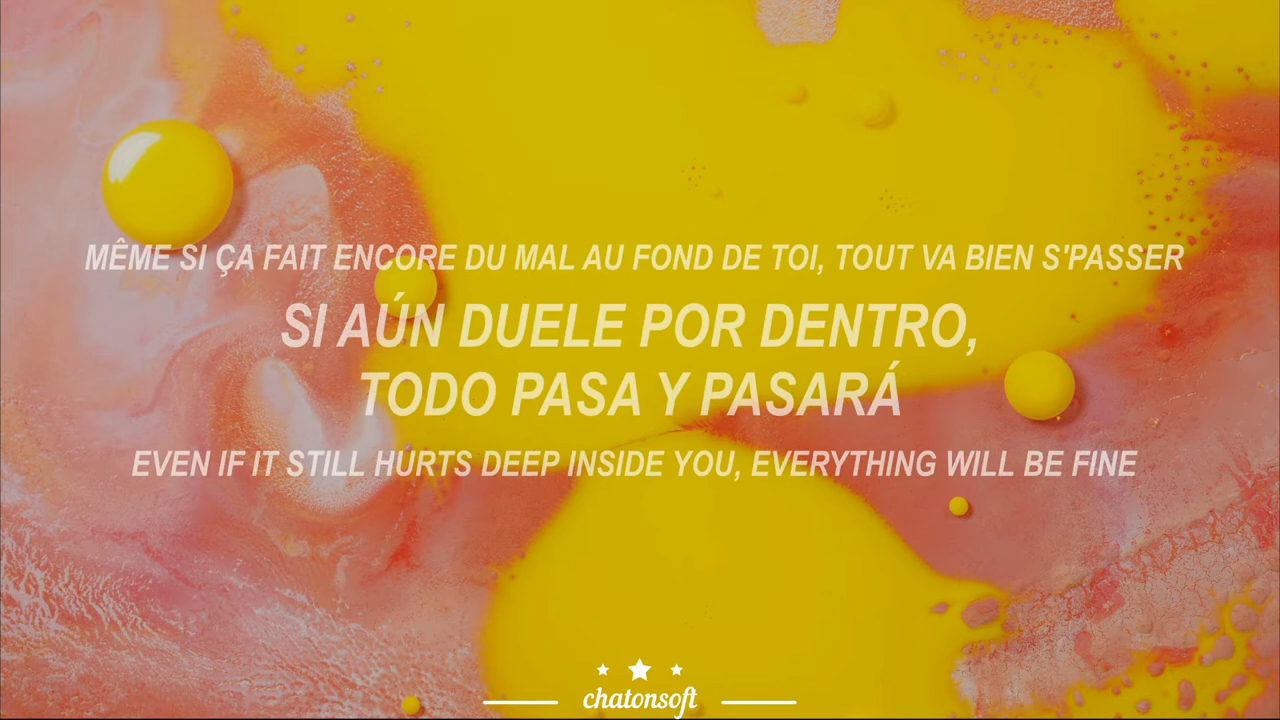 MÊME SI ÇA FAIT ENCORE DU MAL AU FOND DE TOI, TOUT VA BIEN S'PASSER
SI AÚN DUELE POR DENTRO,
TODO PASA Y PASARÁ
EVEN IF IT STILL HURTS DEEP INSIDE YOU, EVERYTHING WILL BE FINE
chatonsoft